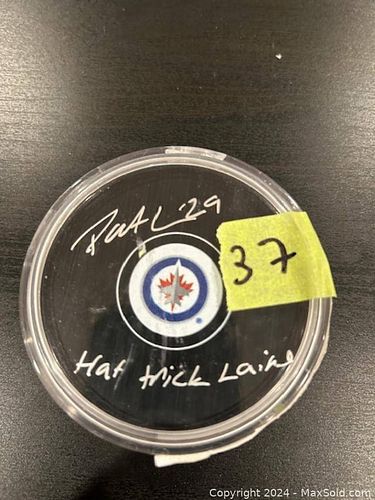 Pat L '29
37
Hat trick Laine
Copyright © 2024 - MaxSold.com